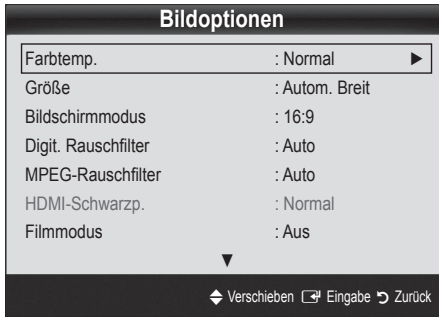 Bildoptionen
Farbtemp. : Normal ►
Größe : Autom. Breit
Bildschirmmodus : 16:9
Digit. Rauschfilter : Auto
MPEG-Rauschfilter : Auto
HDMI-Schwarzp. : Normal
Filmmodus : Aus
▼
Verschieben Eingabe Zurück